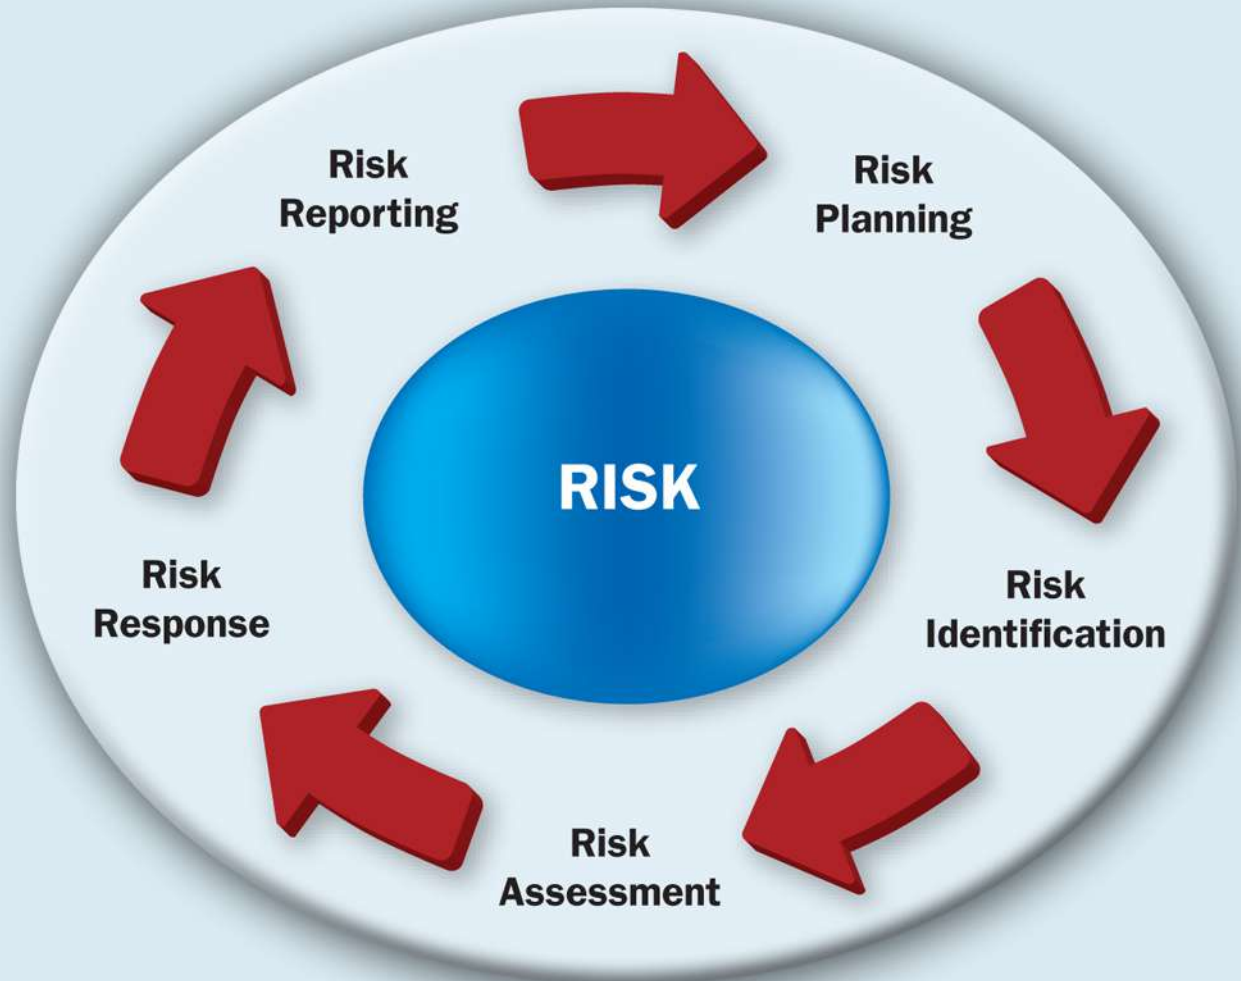 Risk
Reporting
Risk
Planning
RISK
Risk
Response
Risk
Identification
Risk
Assessment